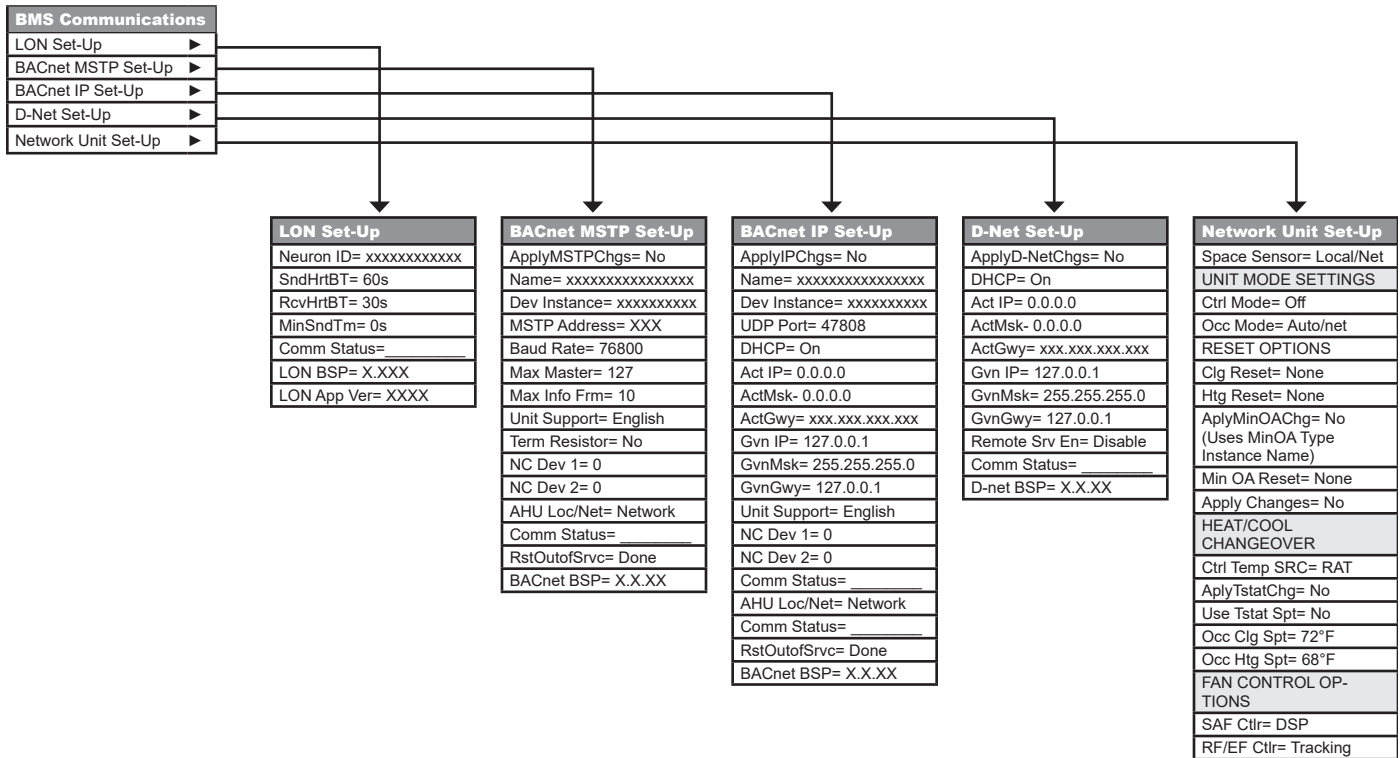 BMS Communications
LON Set-Up ►
BACnet MSTP Set-Up ►
BACnet IP Set-Up ►
D-Net Set-Up ►
Network Unit Set-Up ►
LON Set-Up
Neuron ID= xxxxxxxxxxxx
SndHrtBT= 60s
RcvHrtBT= 30s
MinSndTm= 0s
Comm Status=_________
LON BSP= X.XXX
LON App Ver= XXXX
BACnet MSTP Set-Up
ApplyMSTPChgs= No
Name= xxxxxxxxxxxxxxxx
Dev Instance= xxxxxxxxxx
MSTP Address= XXX
Baud Rate= 76800
Max Master= 127
Max Info Frm= 10
Unit Support= English
Term Resistor= No
NC Dev 1= 0
NC Dev 2= 0
AHU Loc/Net= Network
Comm Status= ________
RstOutofSrvc= Done
BACnet BSP= X.X.XX
BACnet IP Set-Up
ApplyIPChgs= No
Name= xxxxxxxxxxxxxxxx
Dev Instance= xxxxxxxxxx
UDP Port= 47808
DHCP= On
Act IP= 0.0.0.0
ActMsk- 0.0.0.0
ActGwy= xxx.xxx.xxx.xxx
Gvn IP= 127.0.0.1
GvnMsk= 255.255.255.0
GvnGwy= 127.0.0.1
Unit Support= English
NC Dev 1= 0
NC Dev 2= 0
Comm Status= ________
AHU Loc/Net= Network
Comm Status= ________
RstOutofSrvc= Done
BACnet BSP= X.X.XX
D-Net Set-Up
ApplyD-NetChgs= No
DHCP= On
Act IP= 0.0.0.0
ActMsk- 0.0.0.0
ActGwy= xxx.xxx.xxx.xxx
Gvn IP= 127.0.0.1
GvnMsk= 255.255.255.0
GvnGwy= 127.0.0.1
Remote Srv En= Disable
Comm Status= ________
D-net BSP= X.X.XX
Network Unit Set-Up
Space Sensor= Local/Net
UNIT MODE SETTINGS
Ctrl Mode= Off
Occ Mode= Auto/net
RESET OPTIONS
Clg Reset= None
Htg Reset= None
AplyMinOAChg= No
(Uses MinOA Type
Instance Name)
Min OA Reset= None
Apply Changes= No
HEAT/COOL
CHANGEOVER
Ctrl Temp SRC= RAT
AplyTstatChg= No
Use Tstat Spt= No
Occ Clg Spt= 72°F
Occ Htg Spt= 68°F
FAN CONTROL OP-
TIONS
SAF Ctlr= DSP
RF/EF Ctlr= Tracking